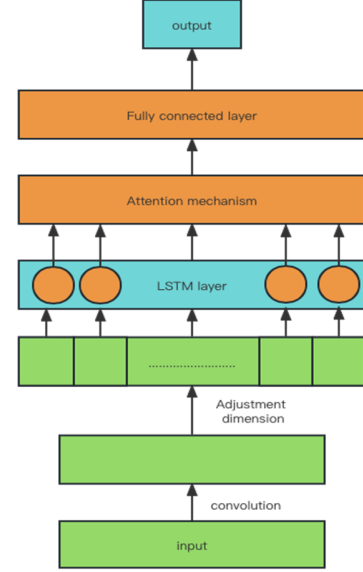 output
Fully connected layer
Attention mechanism
LSTM layer
........................
Adjustment
dimension
convolution
input